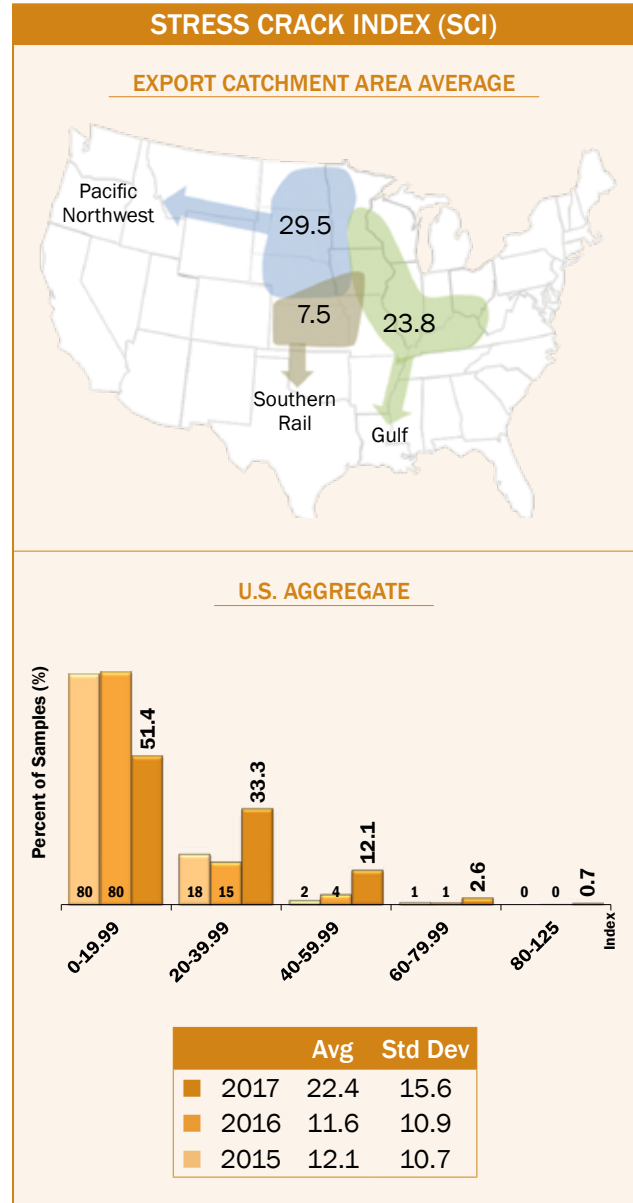 STRESS CRACK INDEX (SCI)
EXPORT CATCHMENT AREA AVERAGE
Pacific
Northwest
29.5
7.5
23.8
Southern
Rail
Gulf
U.S. AGGREGATE
Percent of Samples (%)
80 80 51.4
18 15 33.3
2 4 12.1
1 1 2.6
0 0 0.7
0-19.99 20-39.99 40-59.99 60-79.99 80-125
Index
Avg Std Dev
2017 22.4 15.6
2016 11.6 10.9
2015 12.1 10.7